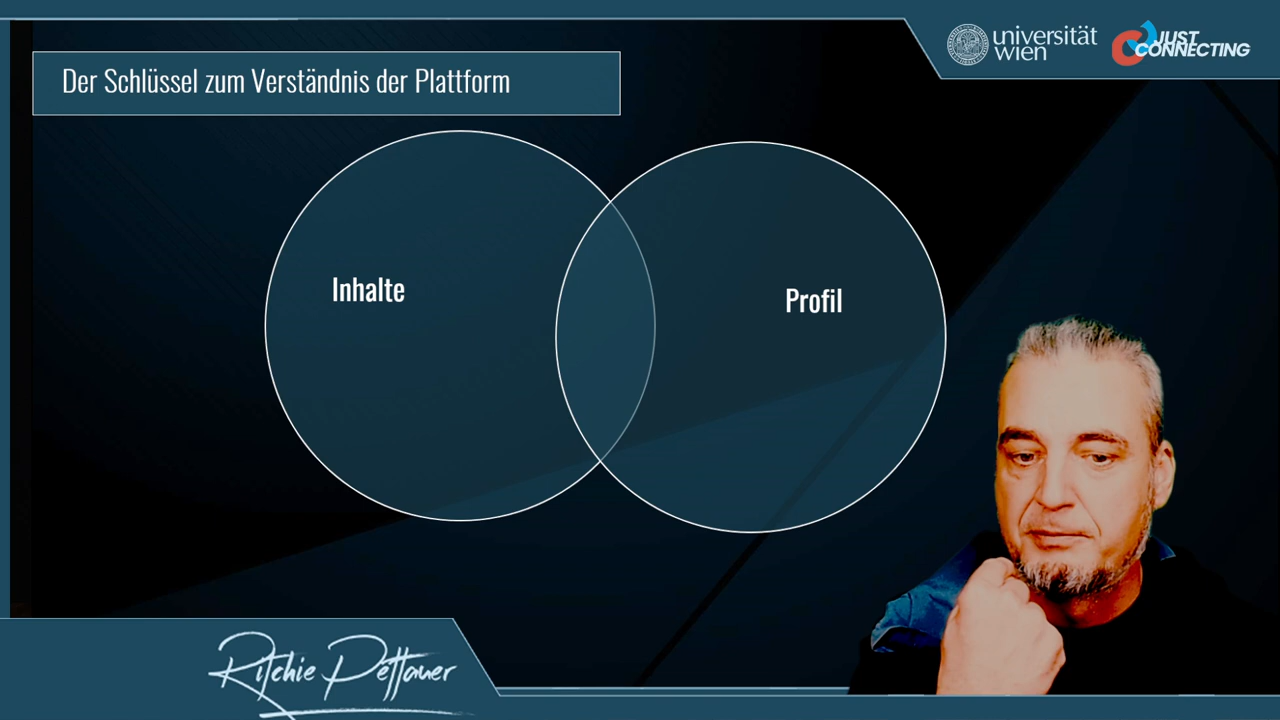 universität
wien
JUST
CONNECTING
Der Schlüssel zum Verständnis der Plattform
Inhalte
Profil
Ritchie Pettauer